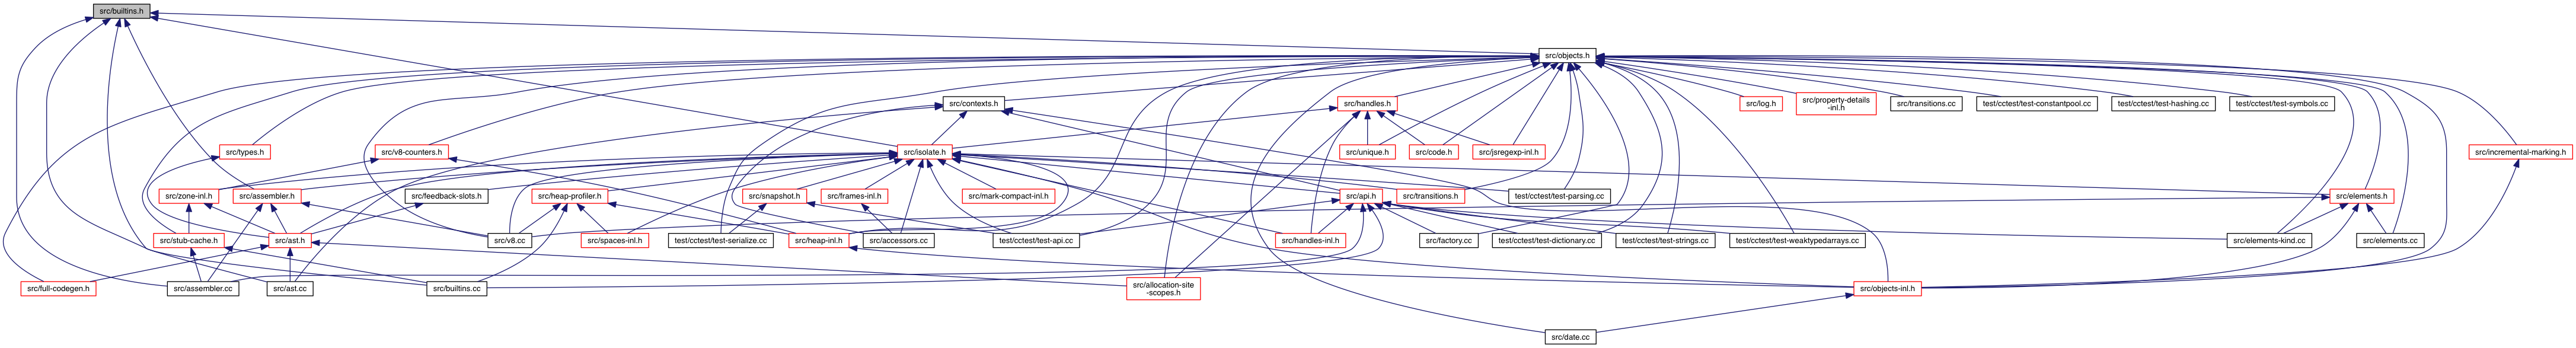 src/builtins.h
src/objects.h
src/contexts.h
src/handles.h
src/log.h
src/property-details
-inl.h
src/transitions.cc
test/cctest/test-constantpool.cc
test/cctest/test-hashing.cc
test/cctest/test-symbols.cc
src/types.h
src/v8-counters.h
src/isolate.h
src/unique.h
src/code.h
src/jsregexp-inl.h
src/incremental-marking.h
src/zone-inl.h
src/assembler.h
src/feedback-slots.h
src/heap-profiler.h
src/snapshot.h
src/frames-inl.h
src/mark-compact-inl.h
src/api.h
src/transitions.h
test/cctest/test-parsing.cc
src/elements.h
src/stub-cache.h
src/ast.h
src/v8.cc
src/spaces-inl.h
test/cctest/test-serialize.cc
src/heap-inl.h
src/accessors.cc
test/cctest/test-api.cc
src/handles-inl.h
src/factory.cc
test/cctest/test-dictionary.cc
test/cctest/test-strings.cc
test/cctest/test-weaktypedarrays.cc
src/elements-kind.cc
src/elements.cc
src/full-codegen.h
src/assembler.cc
src/ast.cc
src/builtins.cc
src/allocation-site
-scopes.h
src/objects-inl.h
src/date.cc